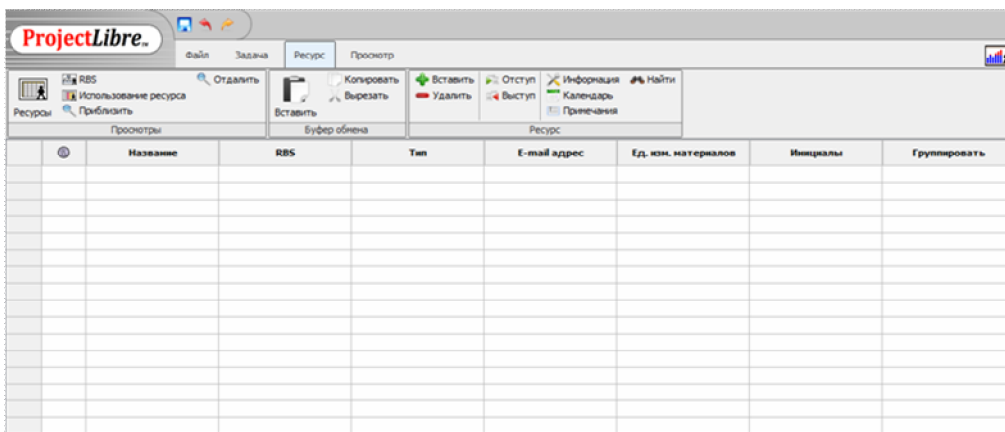 ProjectLibre™
Файл Задача Ресурс Просмотр
RBS Отдалить Копировать Вставить Отступ Информация Найти
Использование ресурса Вырезать Удалить Выступ Календарь
Ресурсы Приблизить Вставить Примечания
Просмотры Буфер обмена Ресурс
Название RBS Тип E-mail адрес Ед. изм. материалов Инициалы Группировать